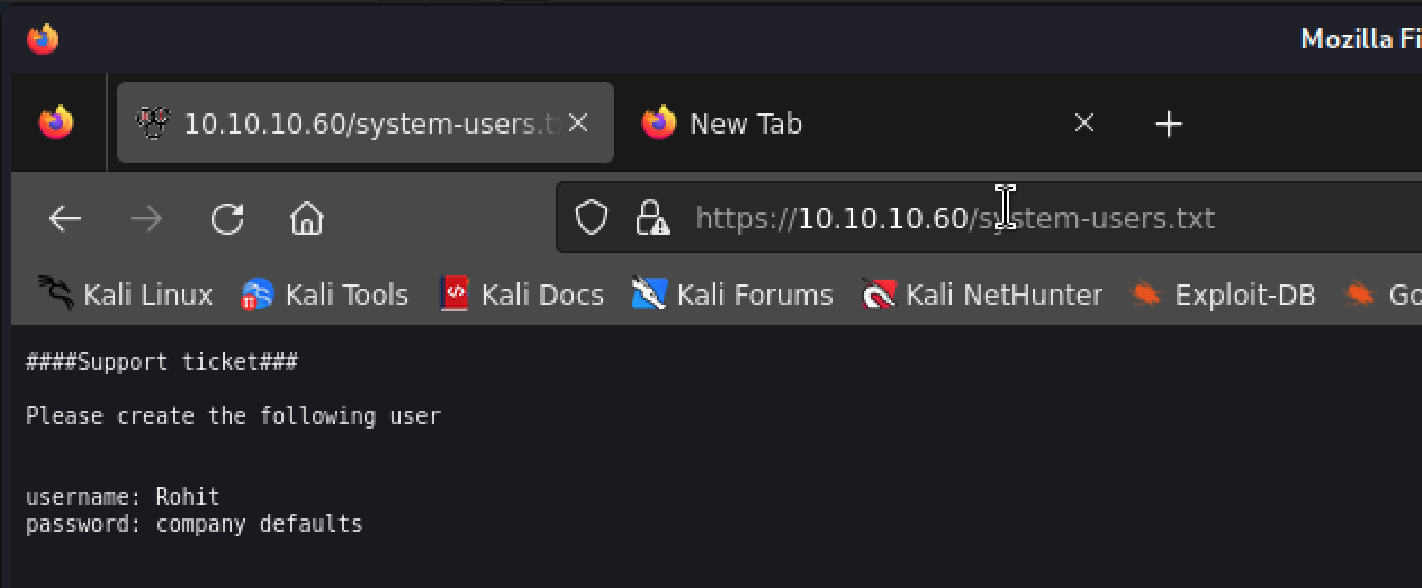 Mozilla Fi
10.10.10.60/system-users.t
New Tab
https://10.10.10.60/system-users.txt
Kali Linux
11
Kali Tools
Kali Docs
Kali Forums
Kali NetHunter
Exploit-DB
Go
####Support ticket###
Please create the following user
username: Rohit
password: company defaults